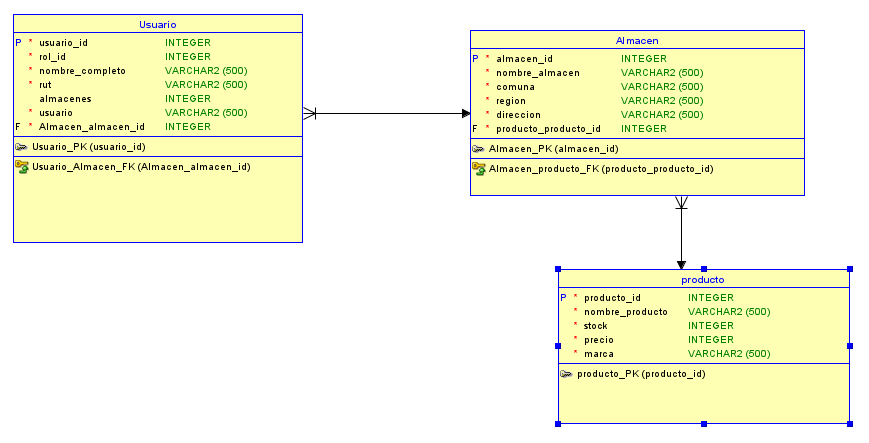 Usuario
P * usuario_id INTEGER
* rol_id INTEGER
* nombre_completo VARCHAR2 (500)
* rut VARCHAR2 (500)
almacenes INTEGER
* usuario VARCHAR2 (500)
F * Almacen_almacen_id INTEGER
Usuario_PK (usuario_id)
Usuario_Almacen_FK (Almacen_almacen_id)
Almacen
P * almacen_id INTEGER
* nombre_almacen VARCHAR2 (500)
* comuna VARCHAR2 (500)
* region VARCHAR2 (500)
* direccion VARCHAR2 (500)
F * producto_producto_id INTEGER
Almacen_PK (almacen_id)
Almacen_producto_FK (producto_producto_id)
producto
P * producto_id INTEGER
* nombre_producto VARCHAR2 (500)
* stock INTEGER
* precio INTEGER
* marca VARCHAR2 (500)
producto_PK (producto_id)